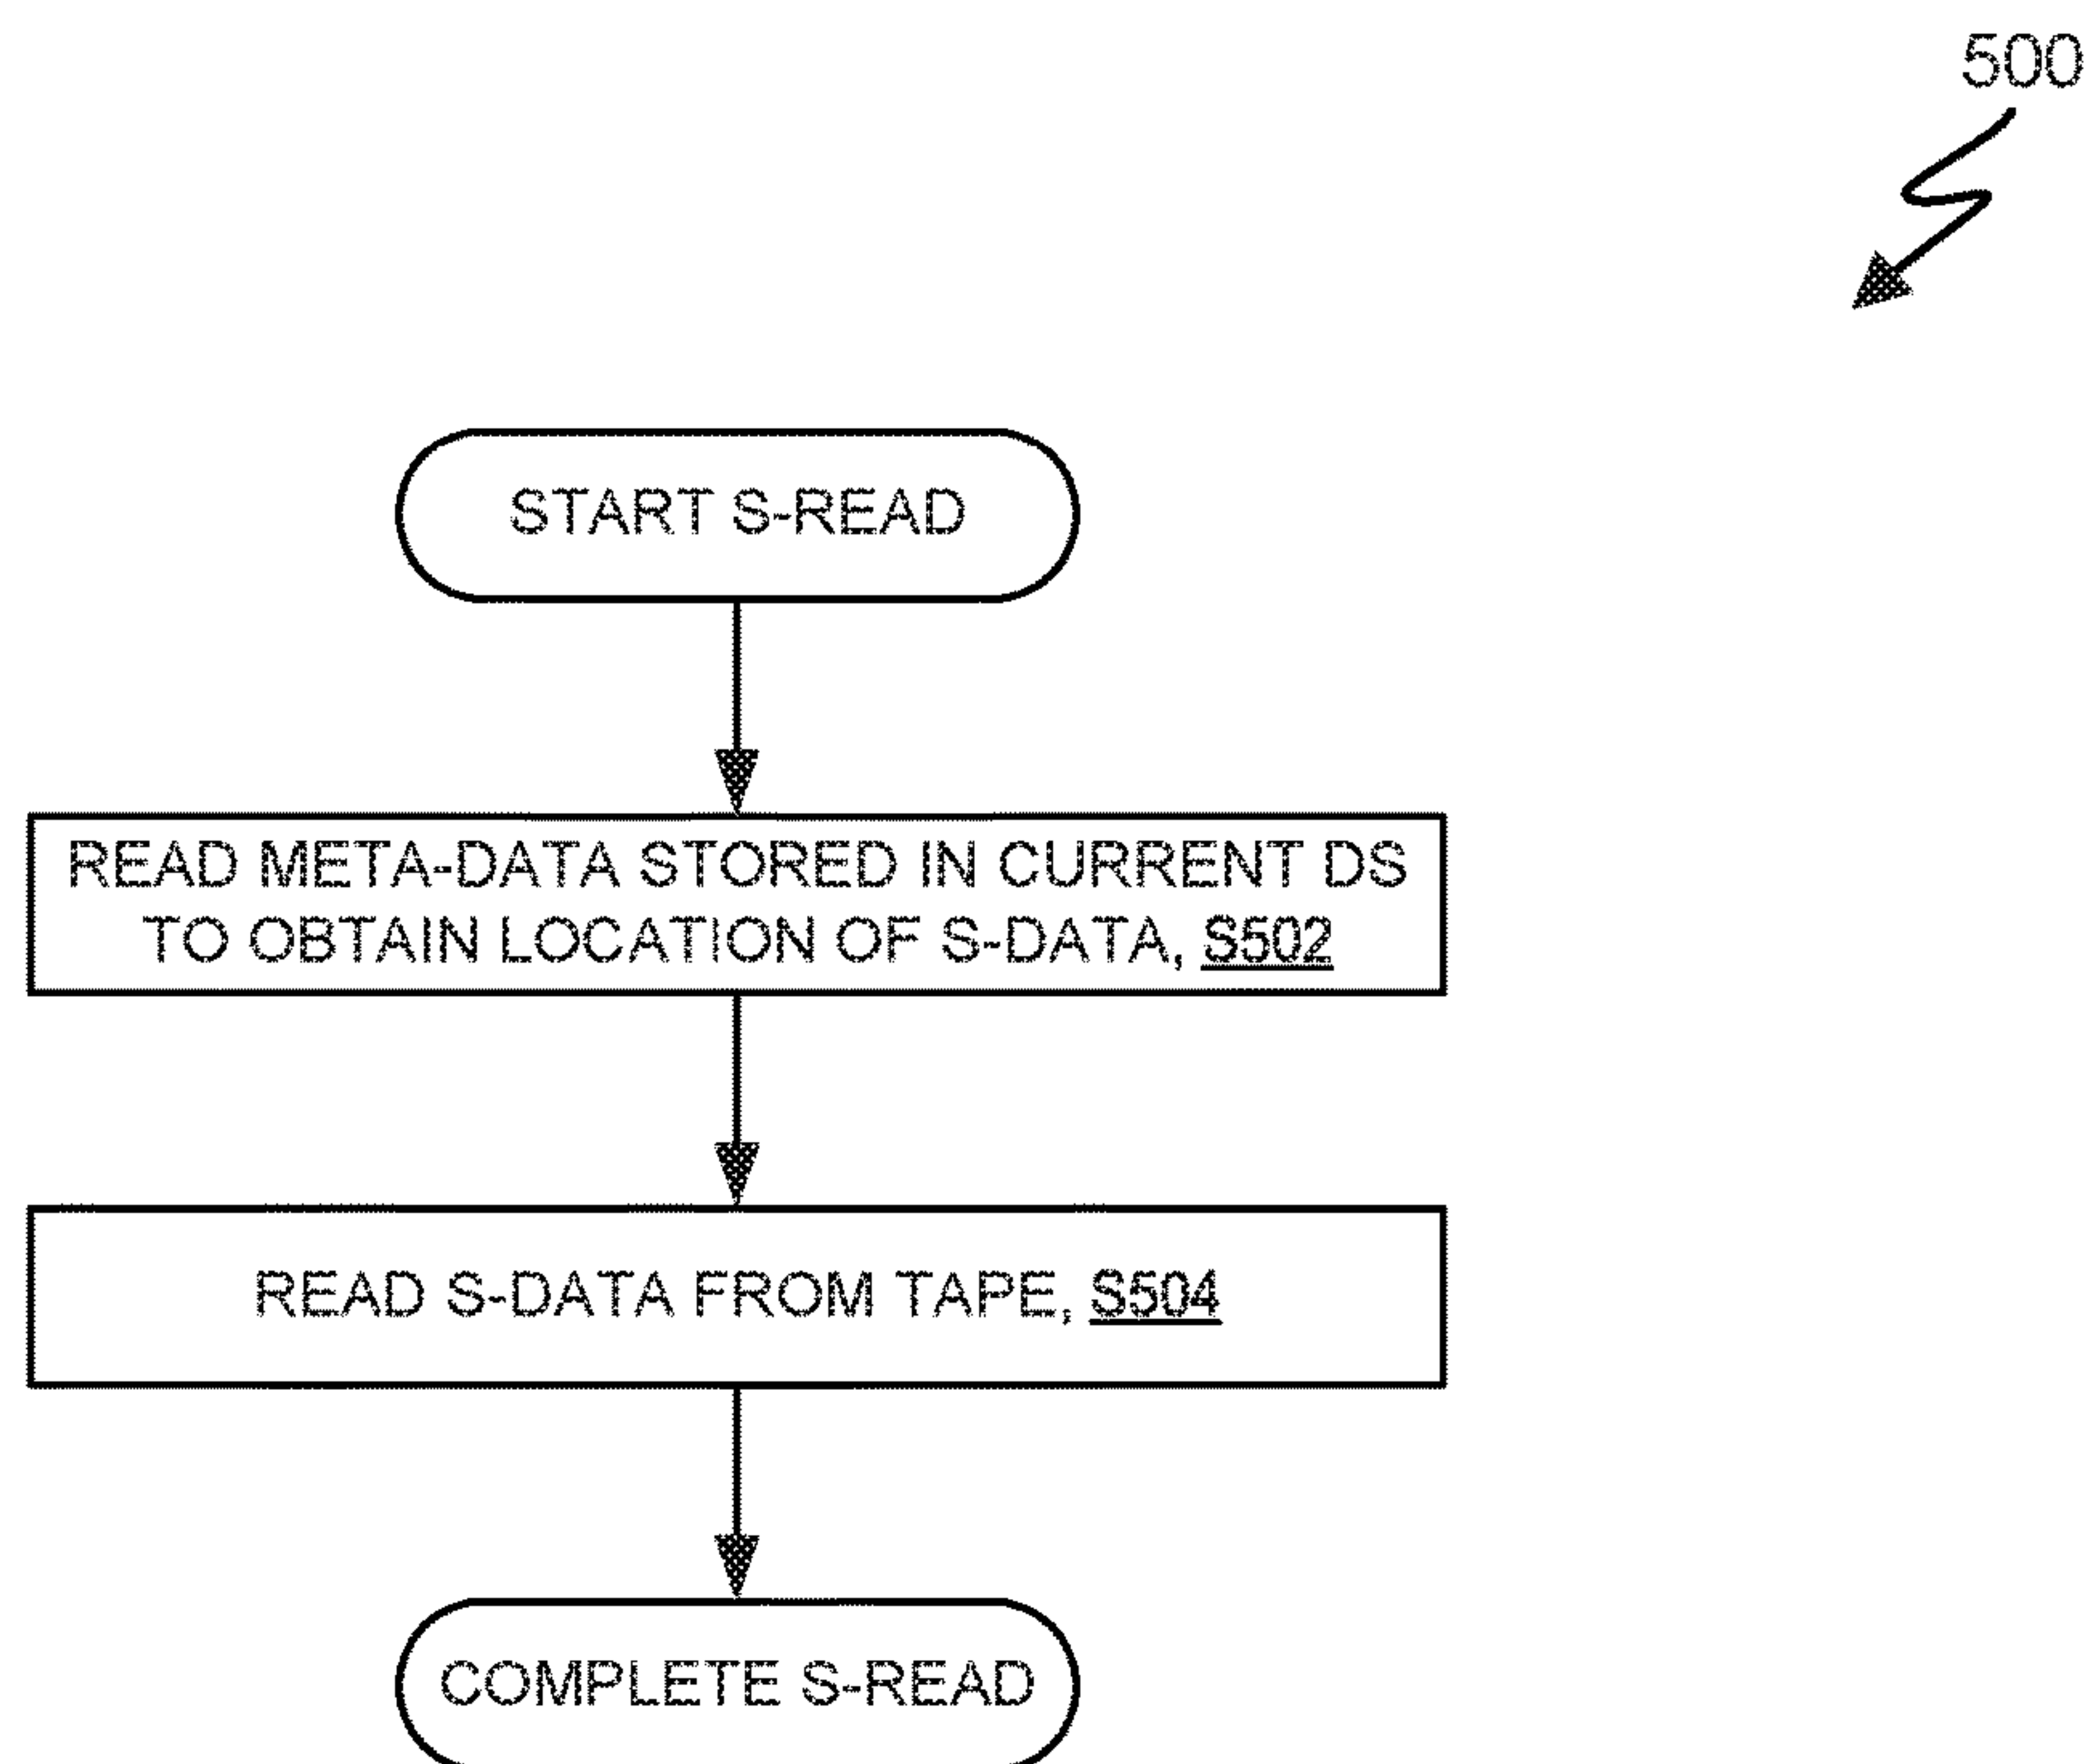 500
START S-READ
READ META-DATA STORED IN CURRENT DS
TO OBTAIN LOCATION OF S-DATA, S502
READ S-DATA FROM TAPE, S504
COMPLETE S-READ